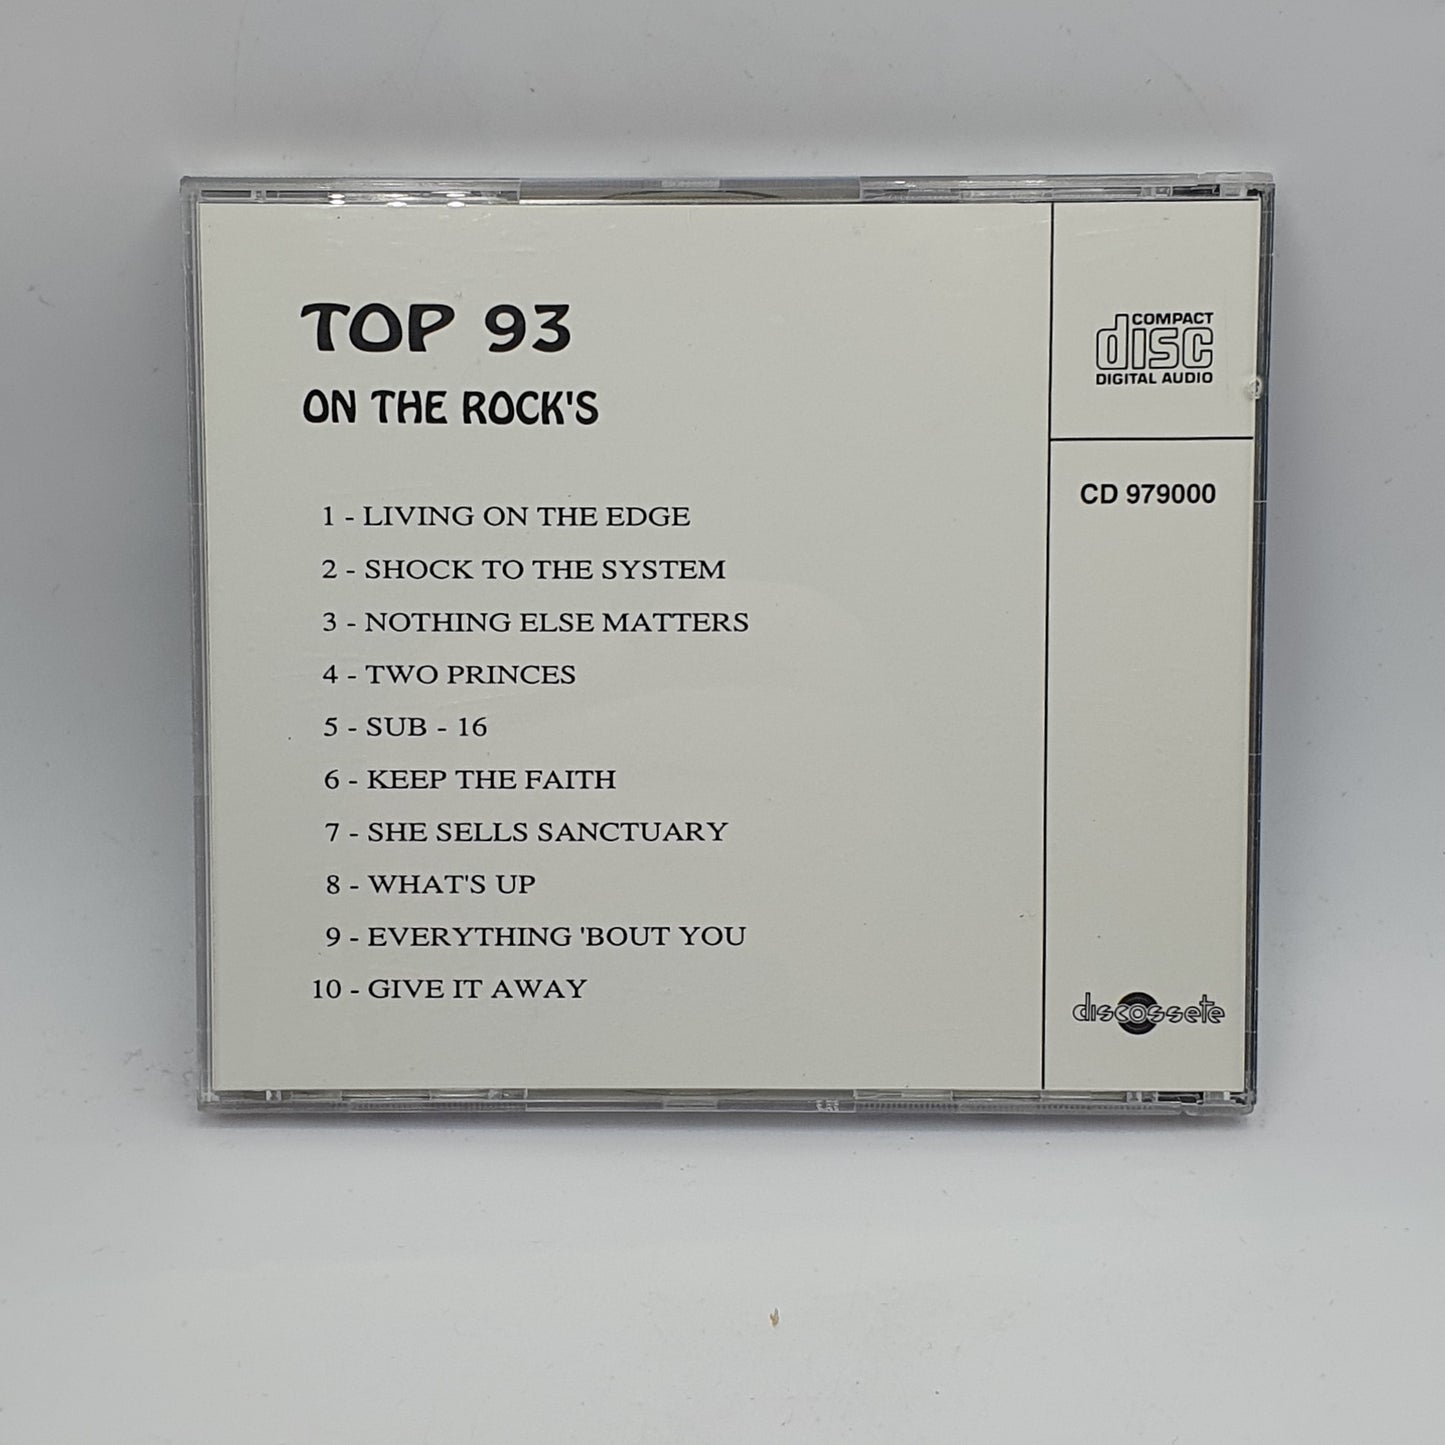 TOP 93
ON THE ROCK'S
1 - LIVING ON THE EDGE
2 - SHOCK TO THE SYSTEM
3 - NOTHING ELSE MATTERS
4 - TWO PRINCES
5 - SUB - 16
6 - KEEP THE FAITH
7 - SHE SELLS SANCTUARY
8 - WHAT'S UP
9 - EVERYTHING 'BOUT YOU
10 - GIVE IT AWAY
COMPACT
disc
DIGITAL AUDIO
CD 979000
discossete